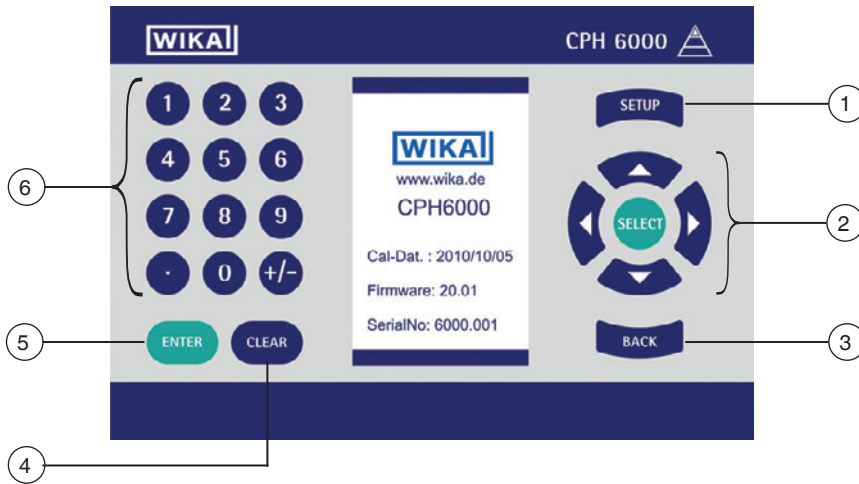 WIKA
CPH 6000
1 2 3
4 5 6
7 8 9
. 0 +/-
ENTER CLEAR
WIKA
www.wika.de
CPH6000
Cal-Dat. : 2010/10/05
Firmware: 20.01
SerialNo: 6000.001
SETUP
SELECT
BACK
1
2
3
4
5
6